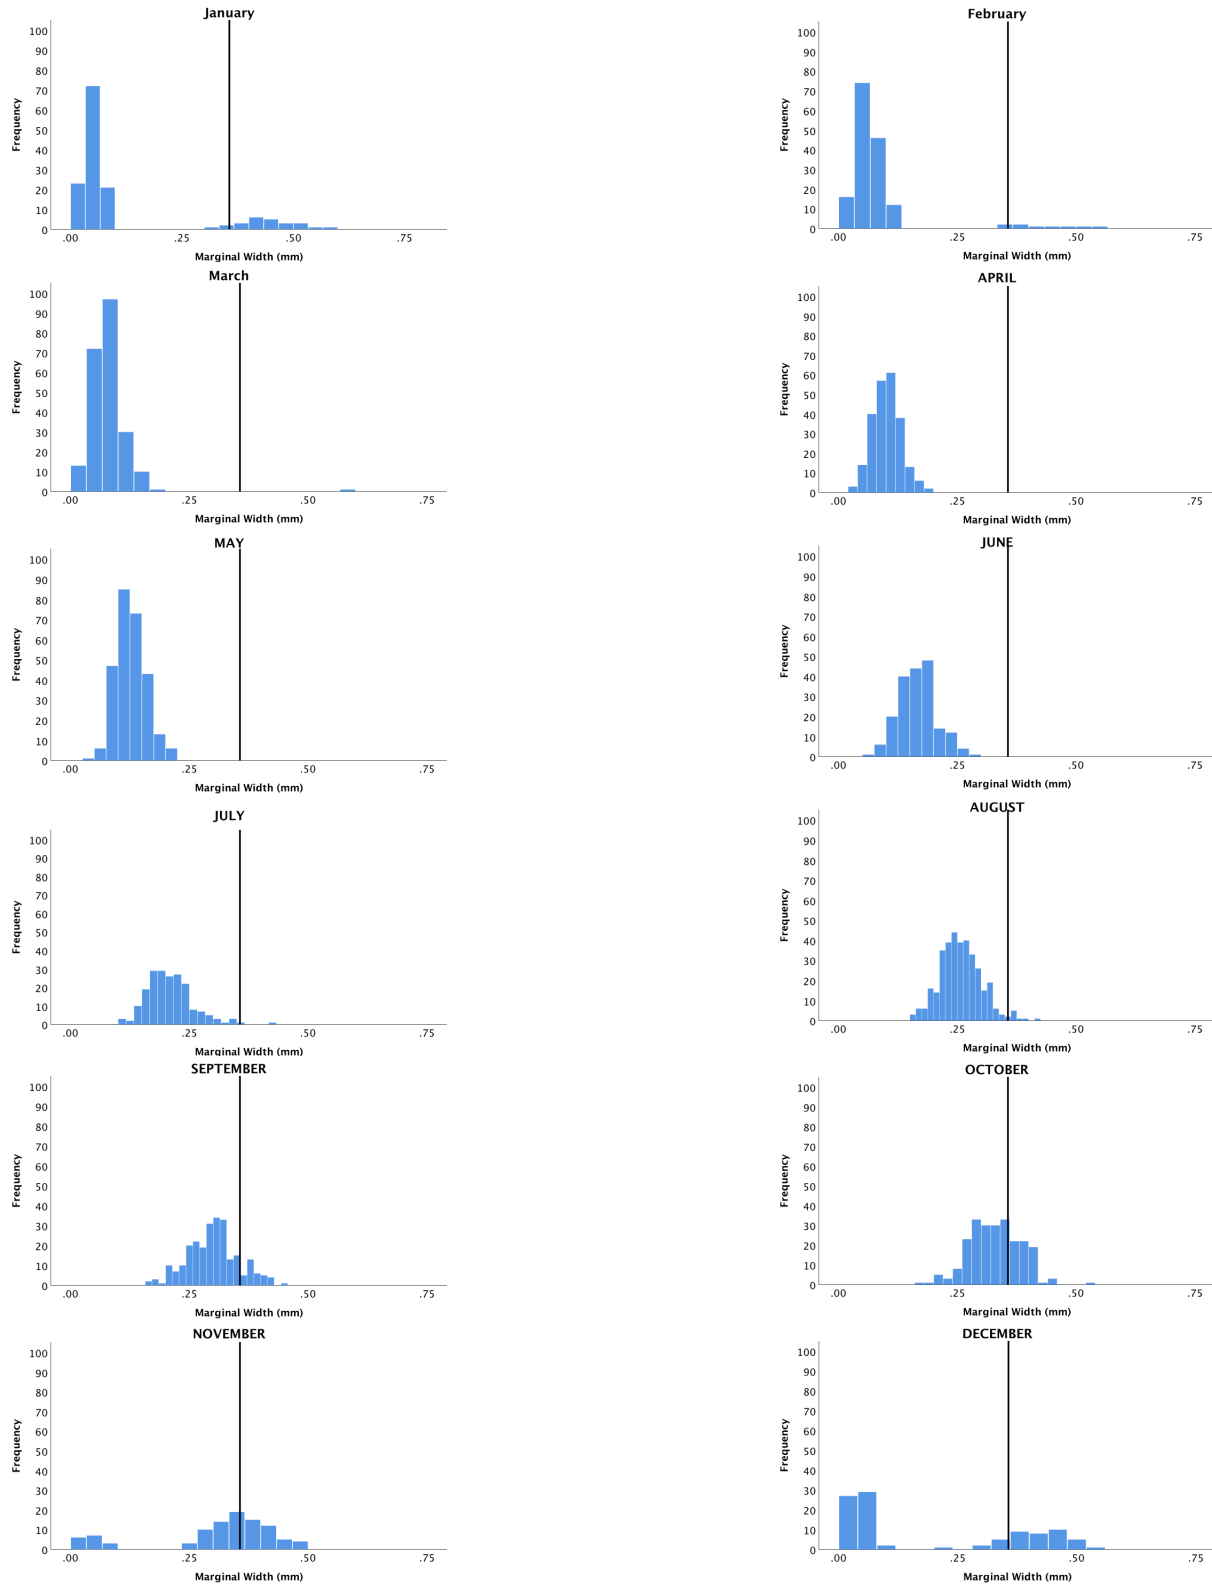 January
Frequency
100
90
80
70
60
50
40
30
20
10
0
.00 .25 .50 .75
Marginal Width (mm)
February
Frequency
100
90
80
70
60
50
40
30
20
10
0
.00 .25 .50 .75
Marginal Width (mm)
March
Frequency
100
90
80
70
60
50
40
30
20
10
0
.00 .25 .50 .75
Marginal Width (mm)
APRIL
Frequency
100
90
80
70
60
50
40
30
20
10
0
.00 .25 .50 .75
Marginal Width (mm)
MAY
Frequency
100
90
80
70
60
50
40
30
20
10
0
.00 .25 .50 .75
Marginal Width (mm)
JUNE
Frequency
100
90
80
70
60
50
40
30
20
10
0
.00 .25 .50 .75
Marginal Width (mm)
JULY
Frequency
100
90
80
70
60
50
40
30
20
10
0
.00 .25 .50 .75
Marginal Width (mm)
AUGUST
Frequency
100
90
80
70
60
50
40
30
20
10
0
.00 .25 .50 .75
Marginal Width (mm)
SEPTEMBER
Frequency
100
90
80
70
60
50
40
30
20
10
0
.00 .25 .50 .75
Marginal Width (mm)
OCTOBER
Frequency
100
90
80
70
60
50
40
30
20
10
0
.00 .25 .50 .75
Marginal Width (mm)
NOVEMBER
Frequency
100
90
80
70
60
50
40
30
20
10
0
.00 .25 .50 .75
Marginal Width (mm)
DECEMBER
Frequency
100
90
80
70
60
50
40
30
20
10
0
.00 .25 .50 .75
Marginal Width (mm)